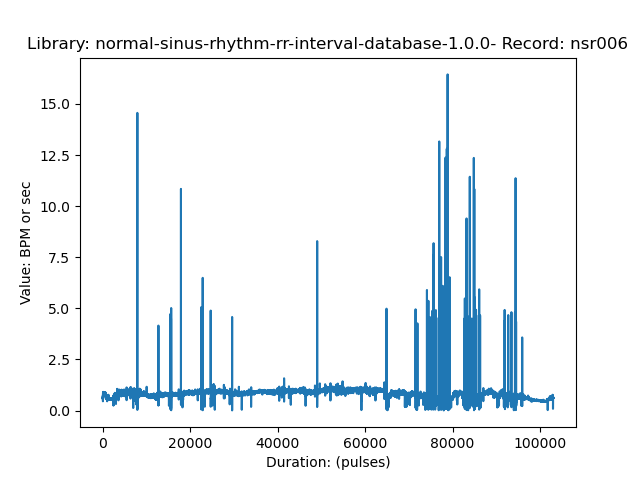 Library: normal-sinus-rhythm-rr-interval-database-1.0.0- Record: nsr006
15.0
12.5
10.0
7.5
5.0
2.5
0.0
Value: BPM or sec
0 20000 40000 60000 80000 100000
Duration: (pulses)